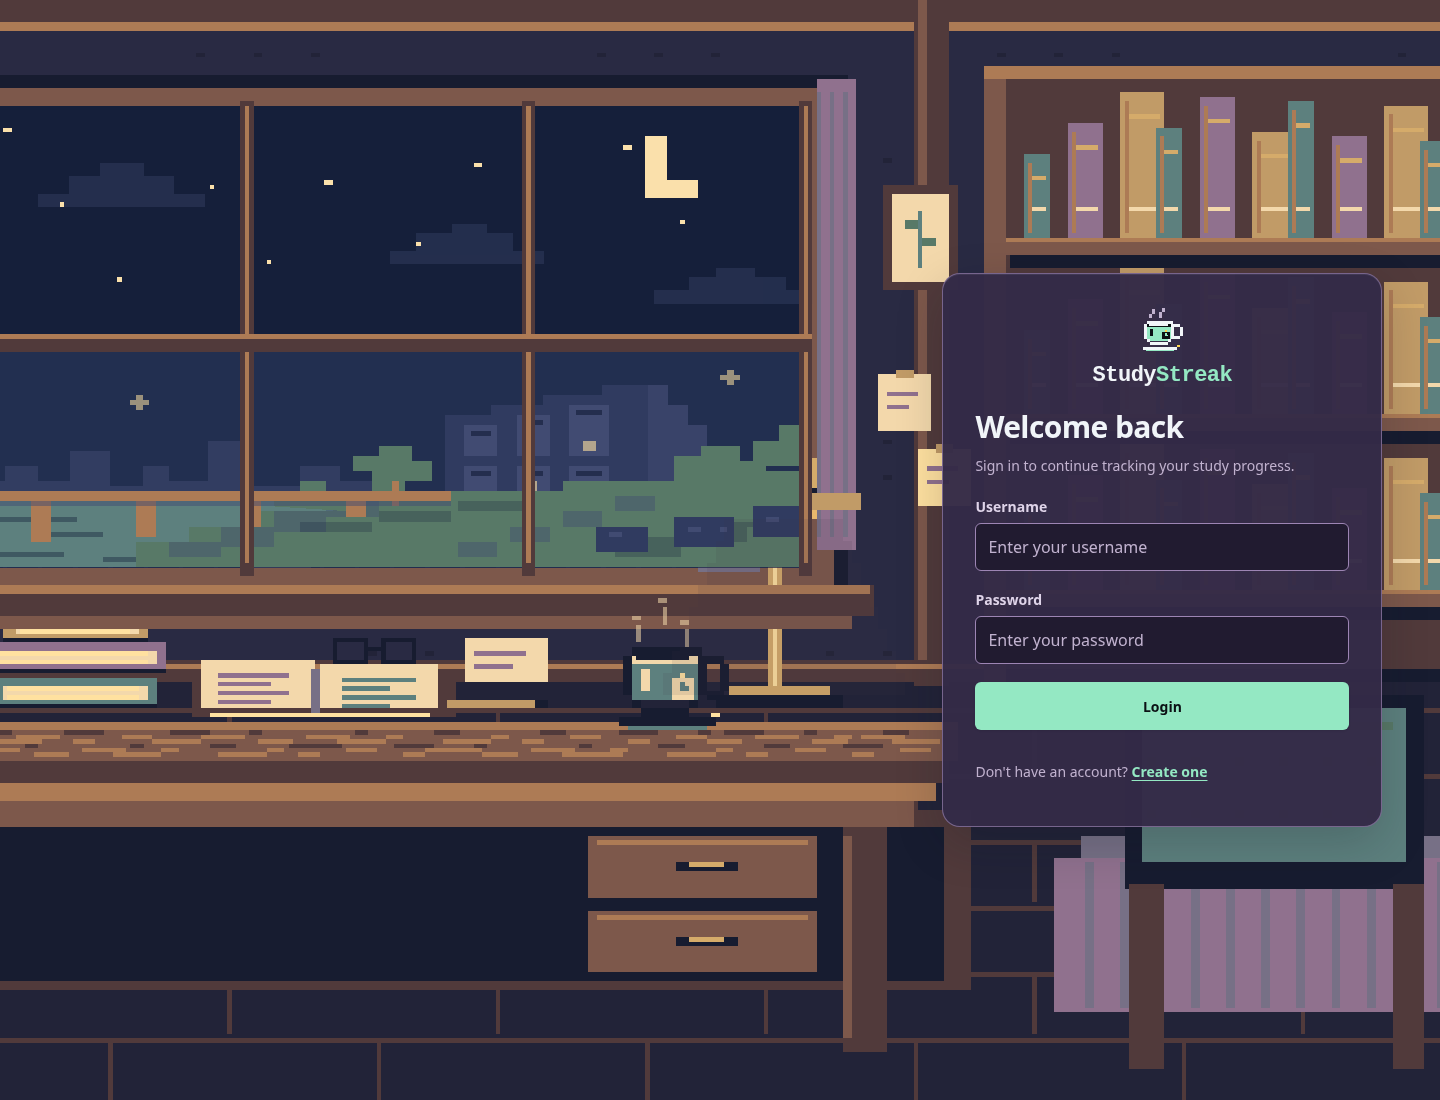 StudyStreak
Welcome back
Sign in to continue tracking your study progress.
Username
Enter your username
Password
Enter your password
Login
Don't have an account? Create one